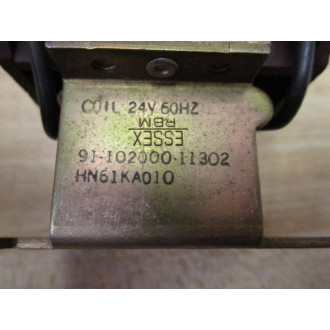 COIL 24V 60HZ
RBM
ESSEX
91-102000-11302
HN61KA010